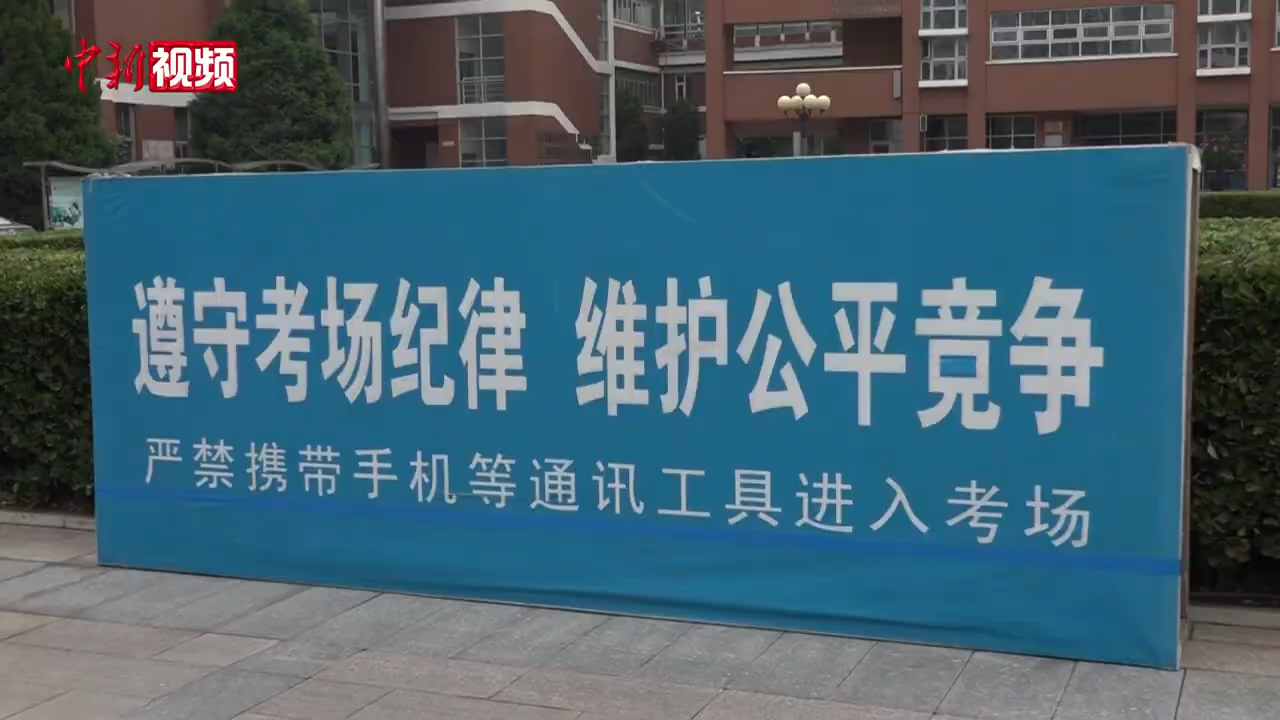 中新视频
遵守考场纪律 维护公平竞争
严禁携带手机等通讯工具进入考场